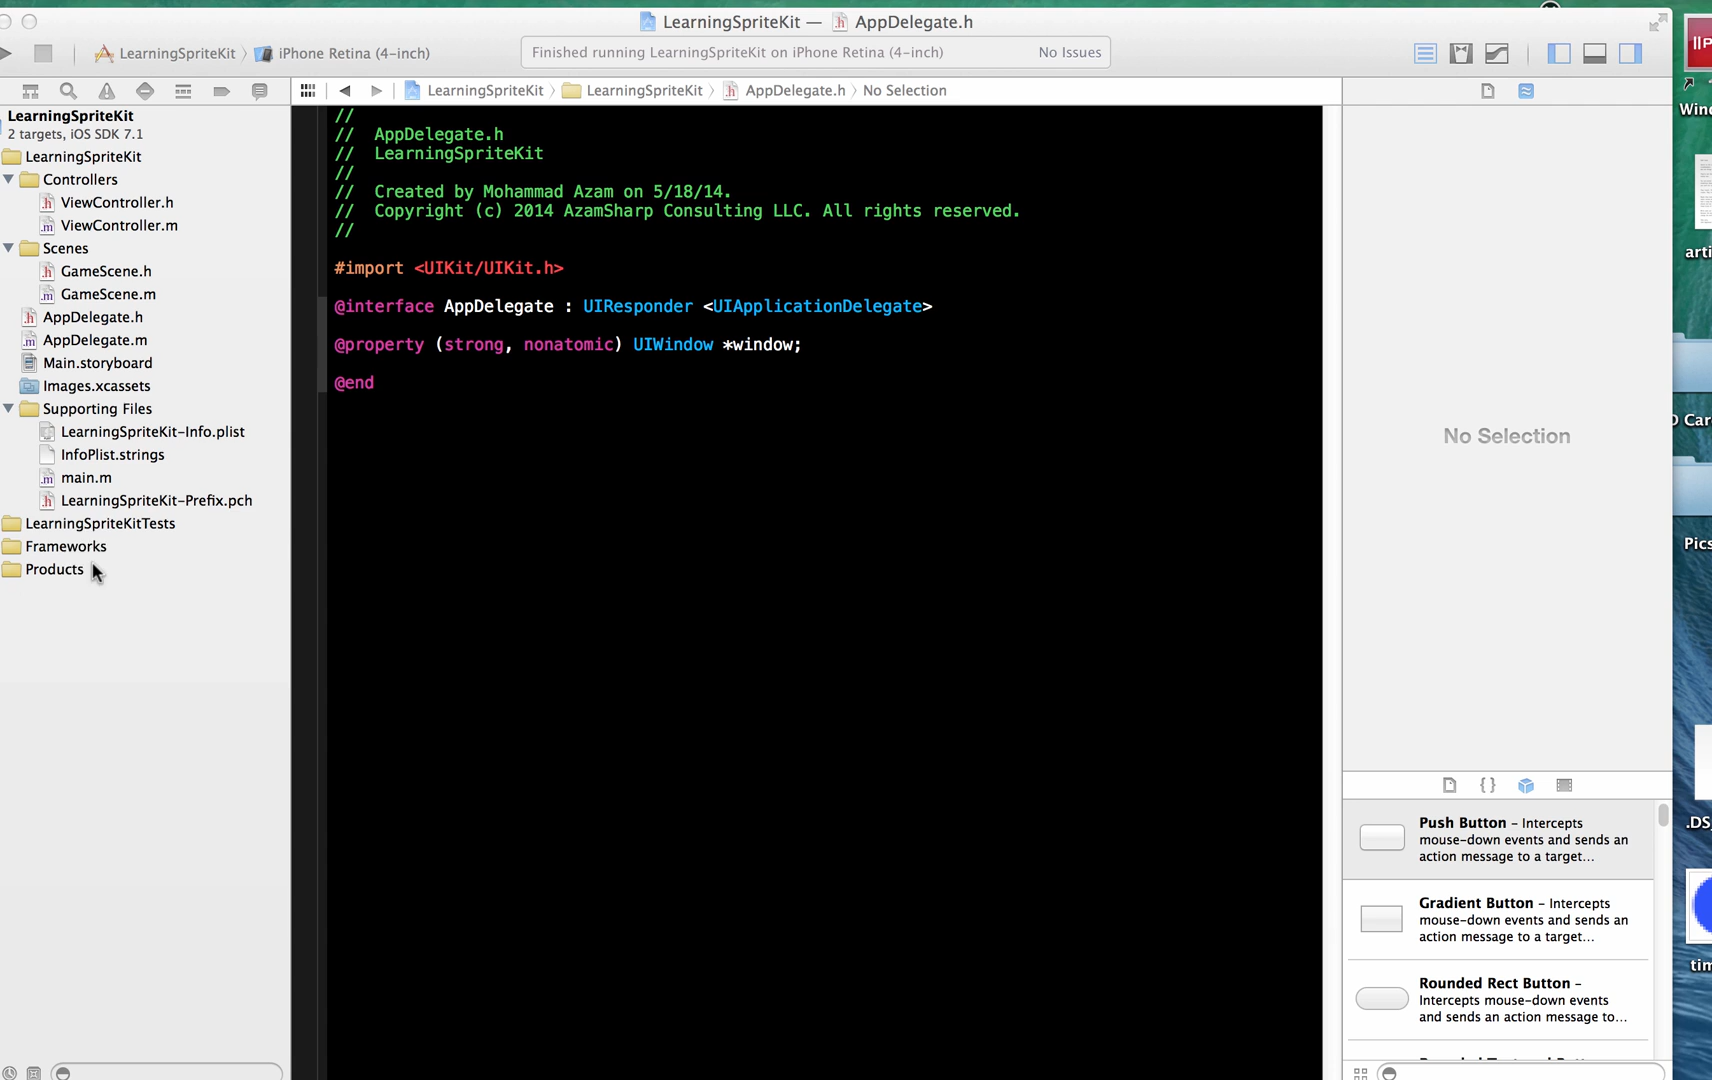 LearningSpriteKit — AppDelegate.h
LearningSpriteKit
iPhone Retina (4-inch)
Finished running LearningSpriteKit on iPhone Retina (4-inch)
No Issues
LearningSpriteKit
LearningSpriteKit
AppDelegate.h
No Selection
LearningSpriteKit
2 targets, iOS SDK 7.1
LearningSpriteKit
Controllers
ViewController.h
ViewController.m
Scenes
GameScene.h
GameScene.m
AppDelegate.h
AppDelegate.m
Main.storyboard
Images.xcassets
Supporting Files
LearningSpriteKit-Info.plist
InfoPlist.strings
main.m
LearningSpriteKit-Prefix.pch
LearningSpriteKitTests
Frameworks
Products
//
// AppDelegate.h
// LearningSpriteKit
//
// Created by Mohammad Azam on 5/18/14.
// Copyright (c) 2014 AzamSharp Consulting LLC. All rights reserved.
//
#import <UIKit/UIKit.h>
@interface AppDelegate : UIResponder <UIApplicationDelegate>
@property (strong, nonatomic) UIWindow *window;
@end
No Selection
Push Button – Intercepts
mouse-down events and sends an
action message to a target...
Gradient Button – Intercepts
mouse-down events and sends an
action message to a target...
Rounded Rect Button –
Intercepts mouse-down events
and sends an action message to...
Wind
arti
Car
Pics
.DS
tim